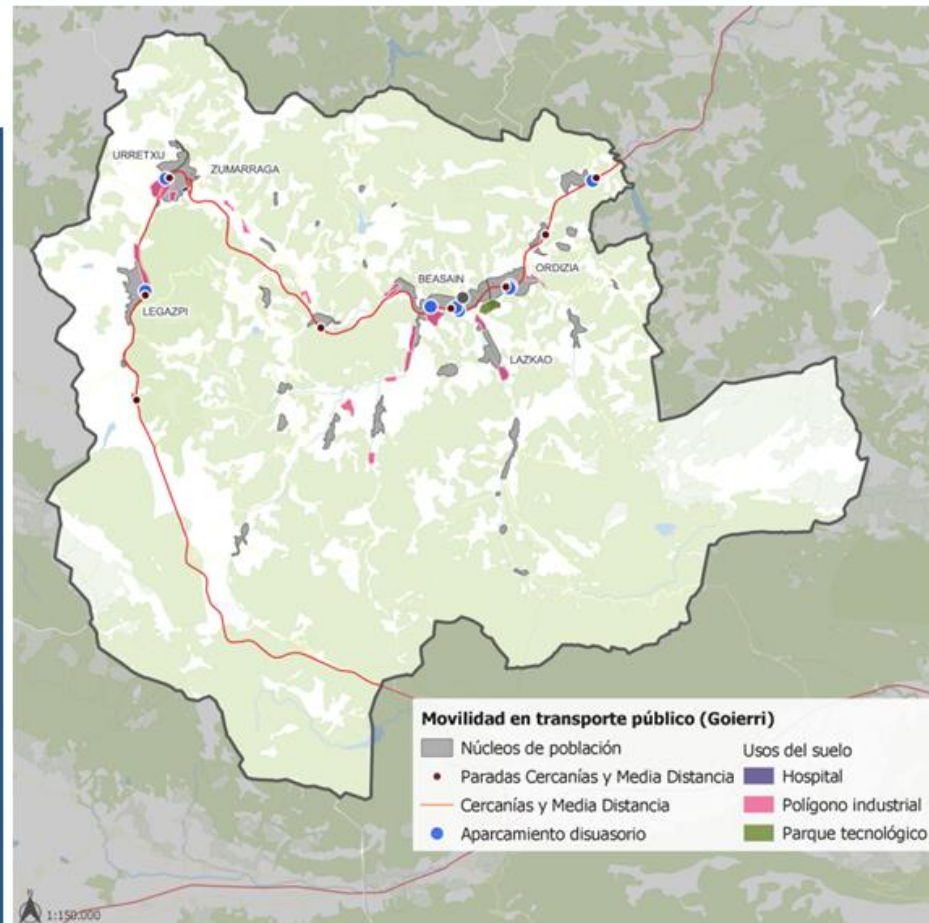 URRETXU
ZUMARRAGA
BEASAIN
ORDIZIA
LEGAZPI
LAZKAO
Movilidad en transporte público (Goierri)
Núcleos de población
Paradas Cercanías y Media Distancia
Cercanías y Media Distancia
Aparcamiento disuasorio
Usos del suelo
Hospital
Polígono industrial
Parque tecnológico
N
1:150.000